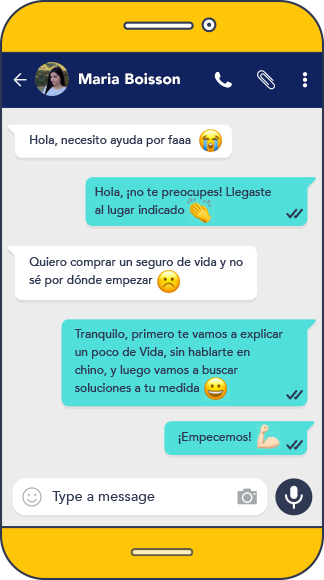 Maria Boisson
Hola, necesito ayuda por faaa
Hola, ¡no te preocupes! Llegaste
al lugar indicado
Quiero comprar un seguro de vida y no
sé por dónde empezar
Tranquilo, primero te vamos a explicar
un poco de Vida, sin hablarte en
chino, y luego vamos a buscar
soluciones a tu medida
¡Empecemos!
Type a message